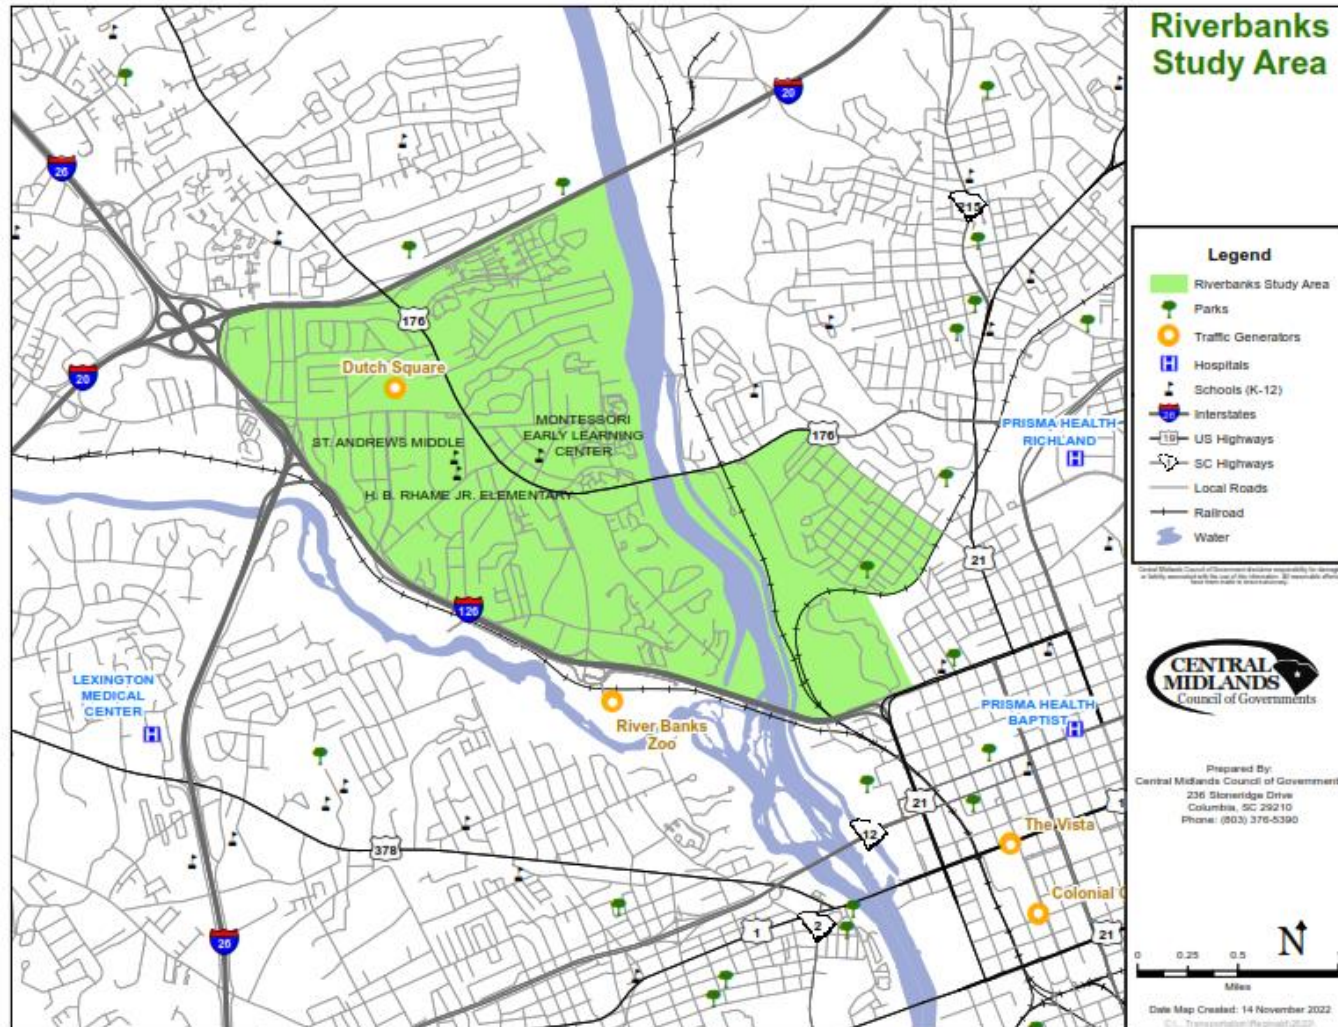 Riverbanks
Study Area
Legend
Riverbanks Study Area
Parks
Traffic Generators
Hospitals
Schools (K-12)
26
Interstates
19
US Highways
1
SC Highways
Local Roads
Railroad
Water
CENTRAL
MIDLANDS
Council of Governments
Prepared By:
Central Midlands Council of Government
236 Stoneridge Drive
Columbia, SC 29210
Phone: (803) 376-5390
N
0 0.25 0.5
Miles
Date Map Created: 14 November 2022
20
26
215
176
20
Dutch Square
MONTESSORI
EARLY LEARNING
CENTER
ST. ANDREWS MIDDLE
H. B. RHAME JR. ELEMENTARY
176
PRISMA HEALTH
RICHLAND
21
126
LEXINGTON
MEDICAL
CENTER
River Banks
Zoo
PRISMA HEALTH
BAPTIST
21
12
The Vista
378
Colonial
1
2
21
26